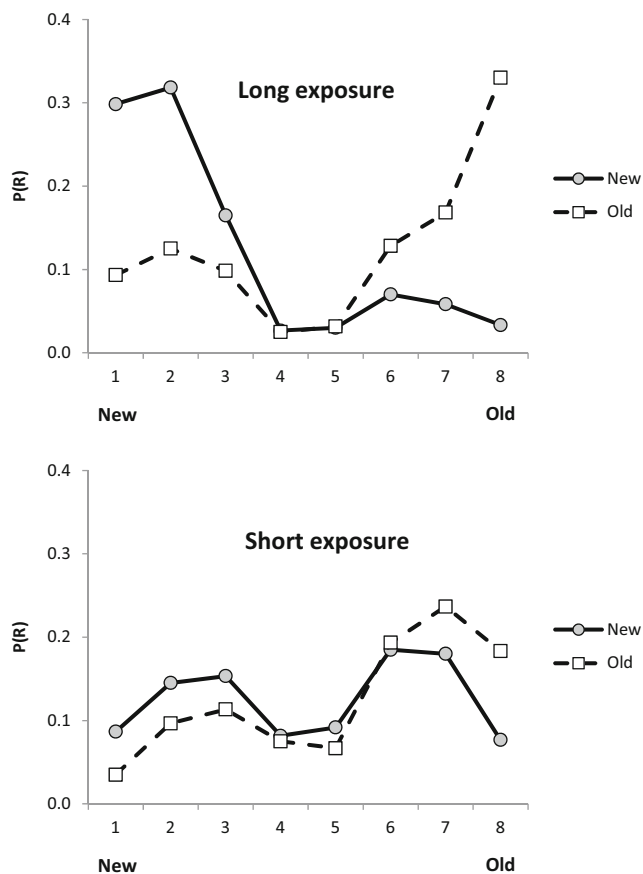 0.4
Long exposure
0.3
P(R)
0.2
New
Old
0.1
0.0
1 2 3 4 5 6 7 8
New Old
0.4
Short exposure
0.3
P(R)
0.2
New
Old
0.1
0.0
1 2 3 4 5 6 7 8
New Old